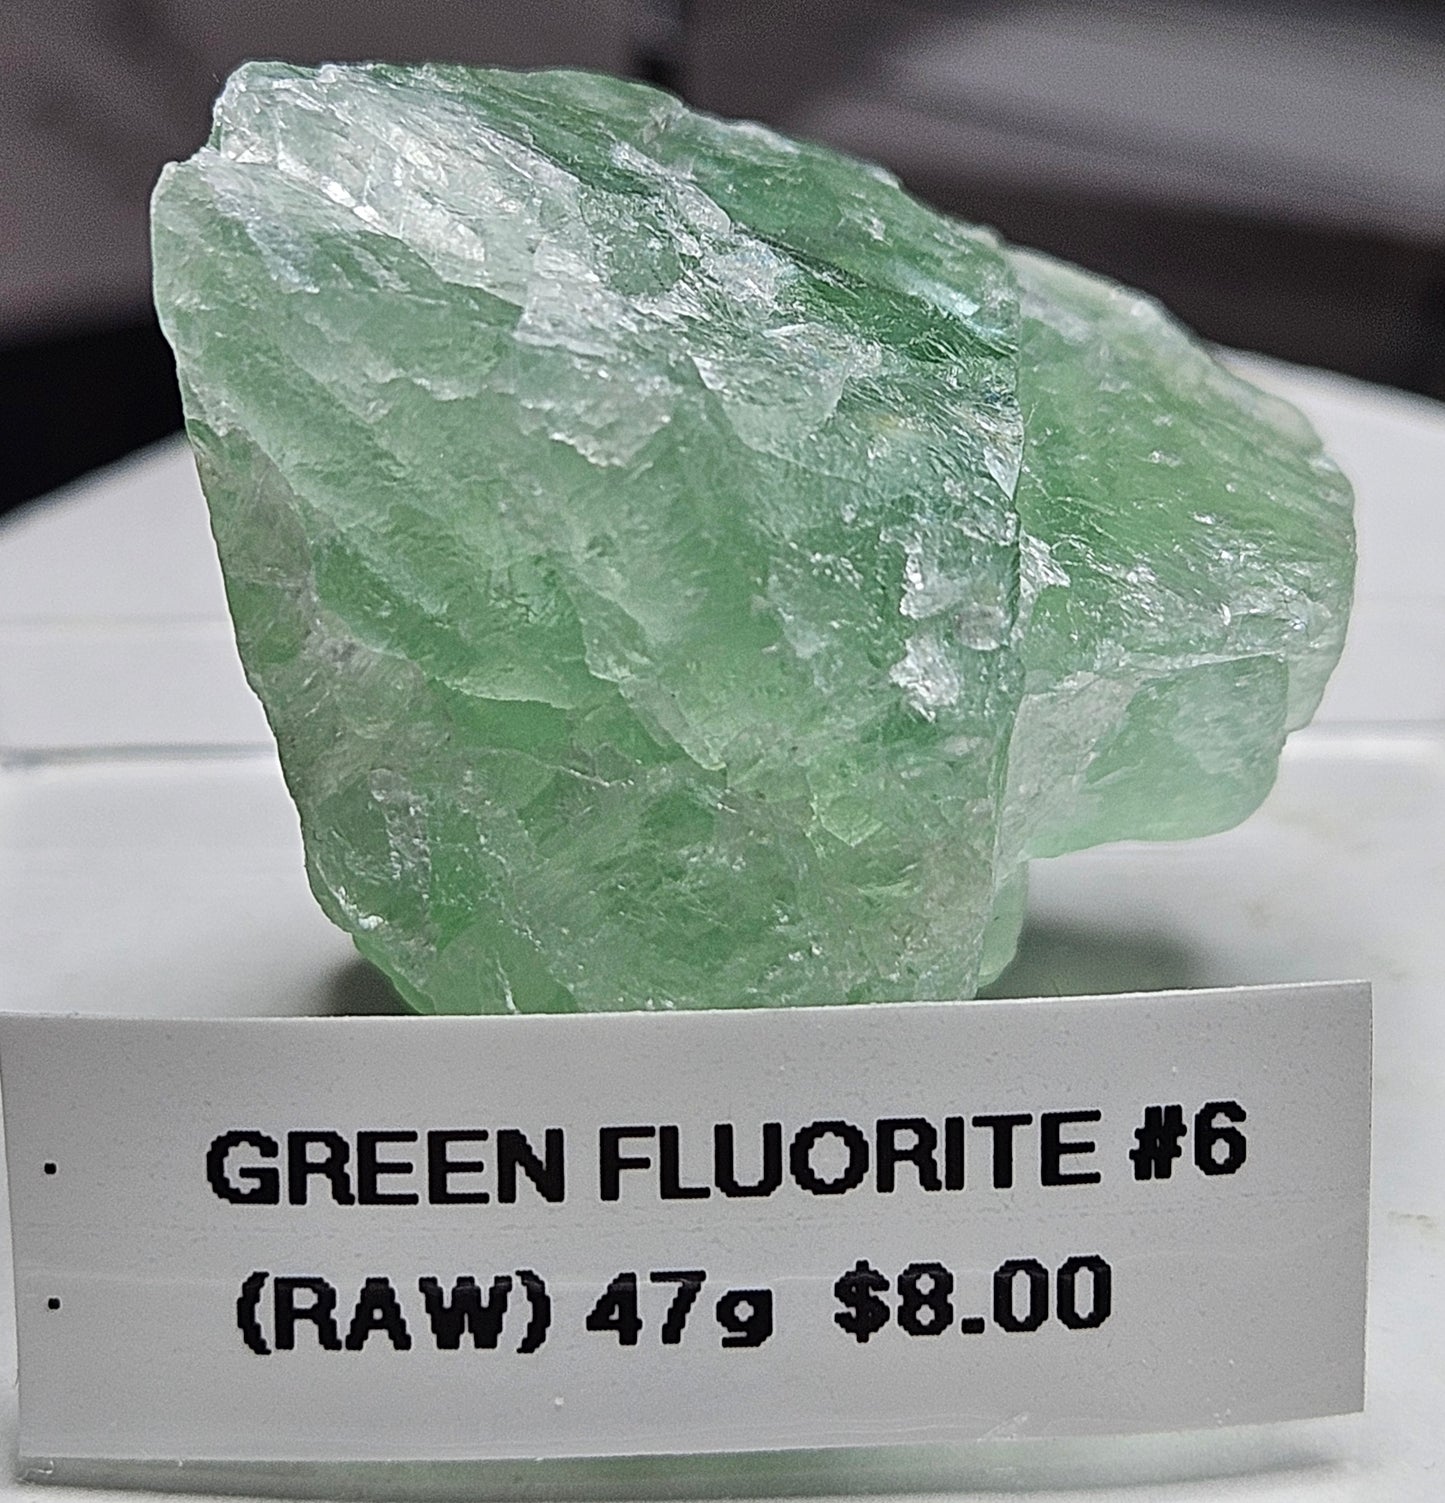 GREEN FLUORITE #6
(RAW) 47g $8.00